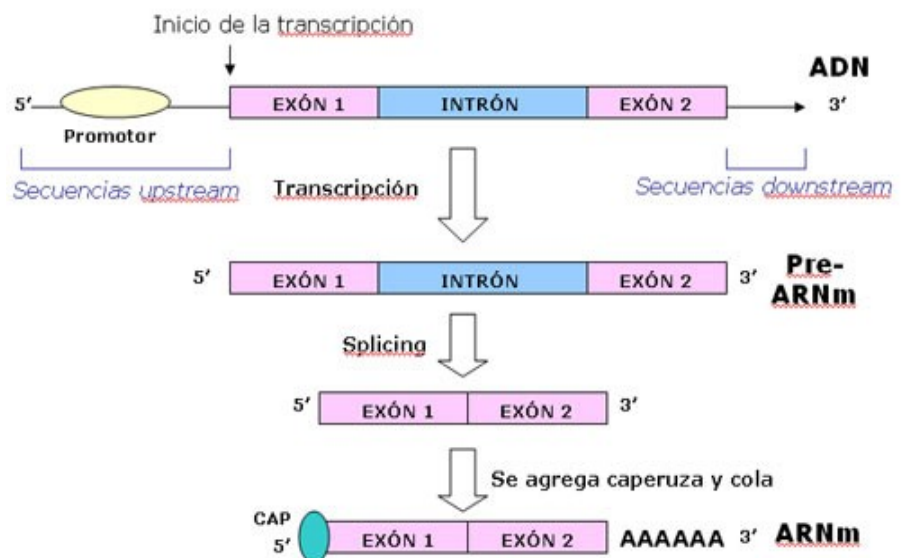 Inicio de la transcripción
ADN
5' EXÓN 1 INTRÓN EXÓN 2 3'
Promotor
Secuencias upstream
Secuencias downstream
Transcripción
5' EXÓN 1 INTRÓN EXÓN 2 3'
Pre-
ARNm
Splicing
5' EXÓN 1 EXÓN 2 3'
Se agrega caperuza y cola
CAP
5' EXÓN 1 EXÓN 2 AAAAAA 3' ARNm